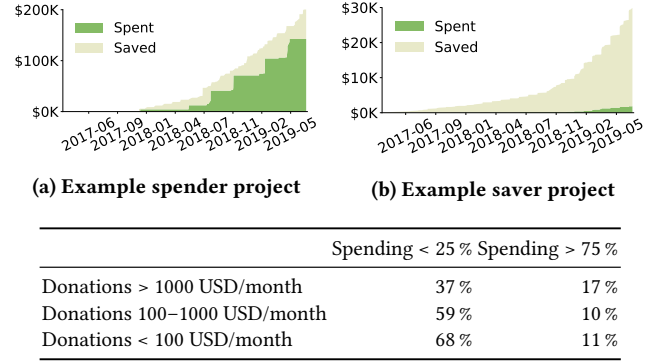 $200K
$100K
$0K
Spent
Saved
2017-06
2017-09
2018-01
2018-04
2018-07
2018-11
2019-02
2019-05
(a) Example spender project
$30K
$20K
$10K
$0K
Spent
Saved
2017-06
2017-09
2018-01
2018-04
2018-07
2018-11
2019-02
2019-05
(b) Example saver project
Spending < 25 % Spending > 75 %
Donations > 1000 USD/month 37 % 17 %
Donations 100–1000 USD/month 59 % 10 %
Donations < 100 USD/month 68 % 11 %